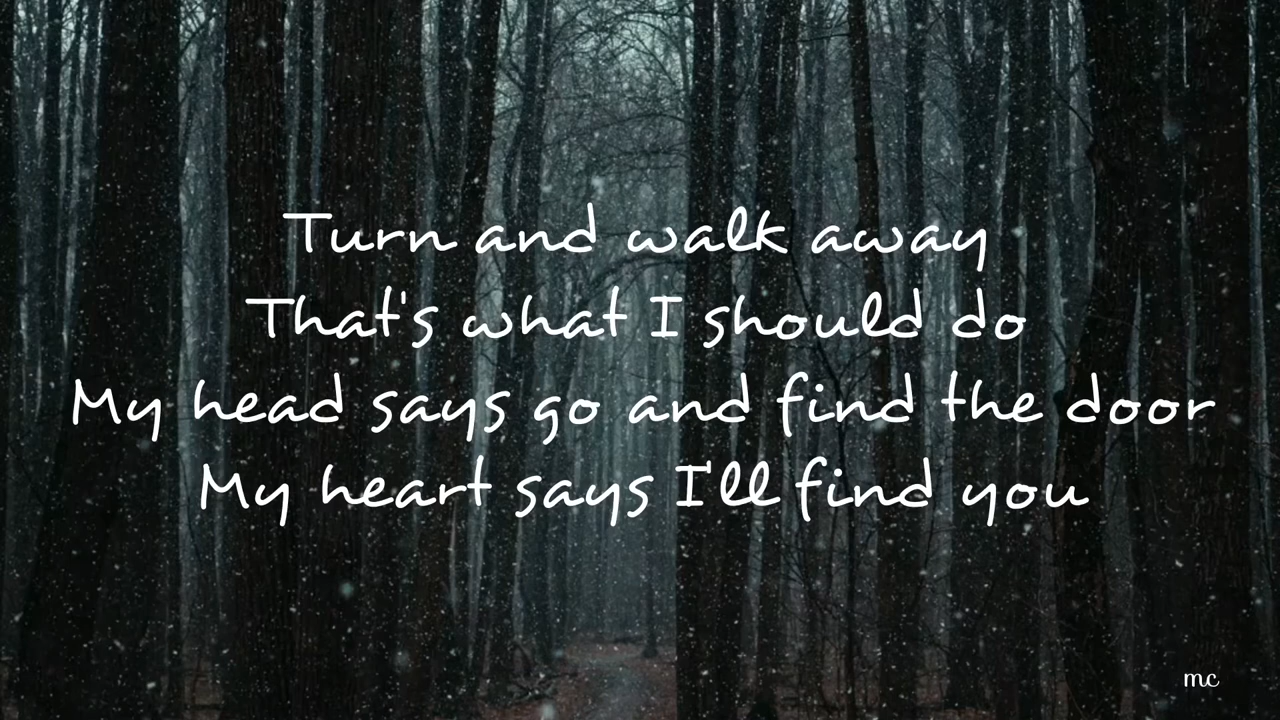 Turn and walk away
That's what I should do
My head says go and find the door
My heart says I'll find you
mc